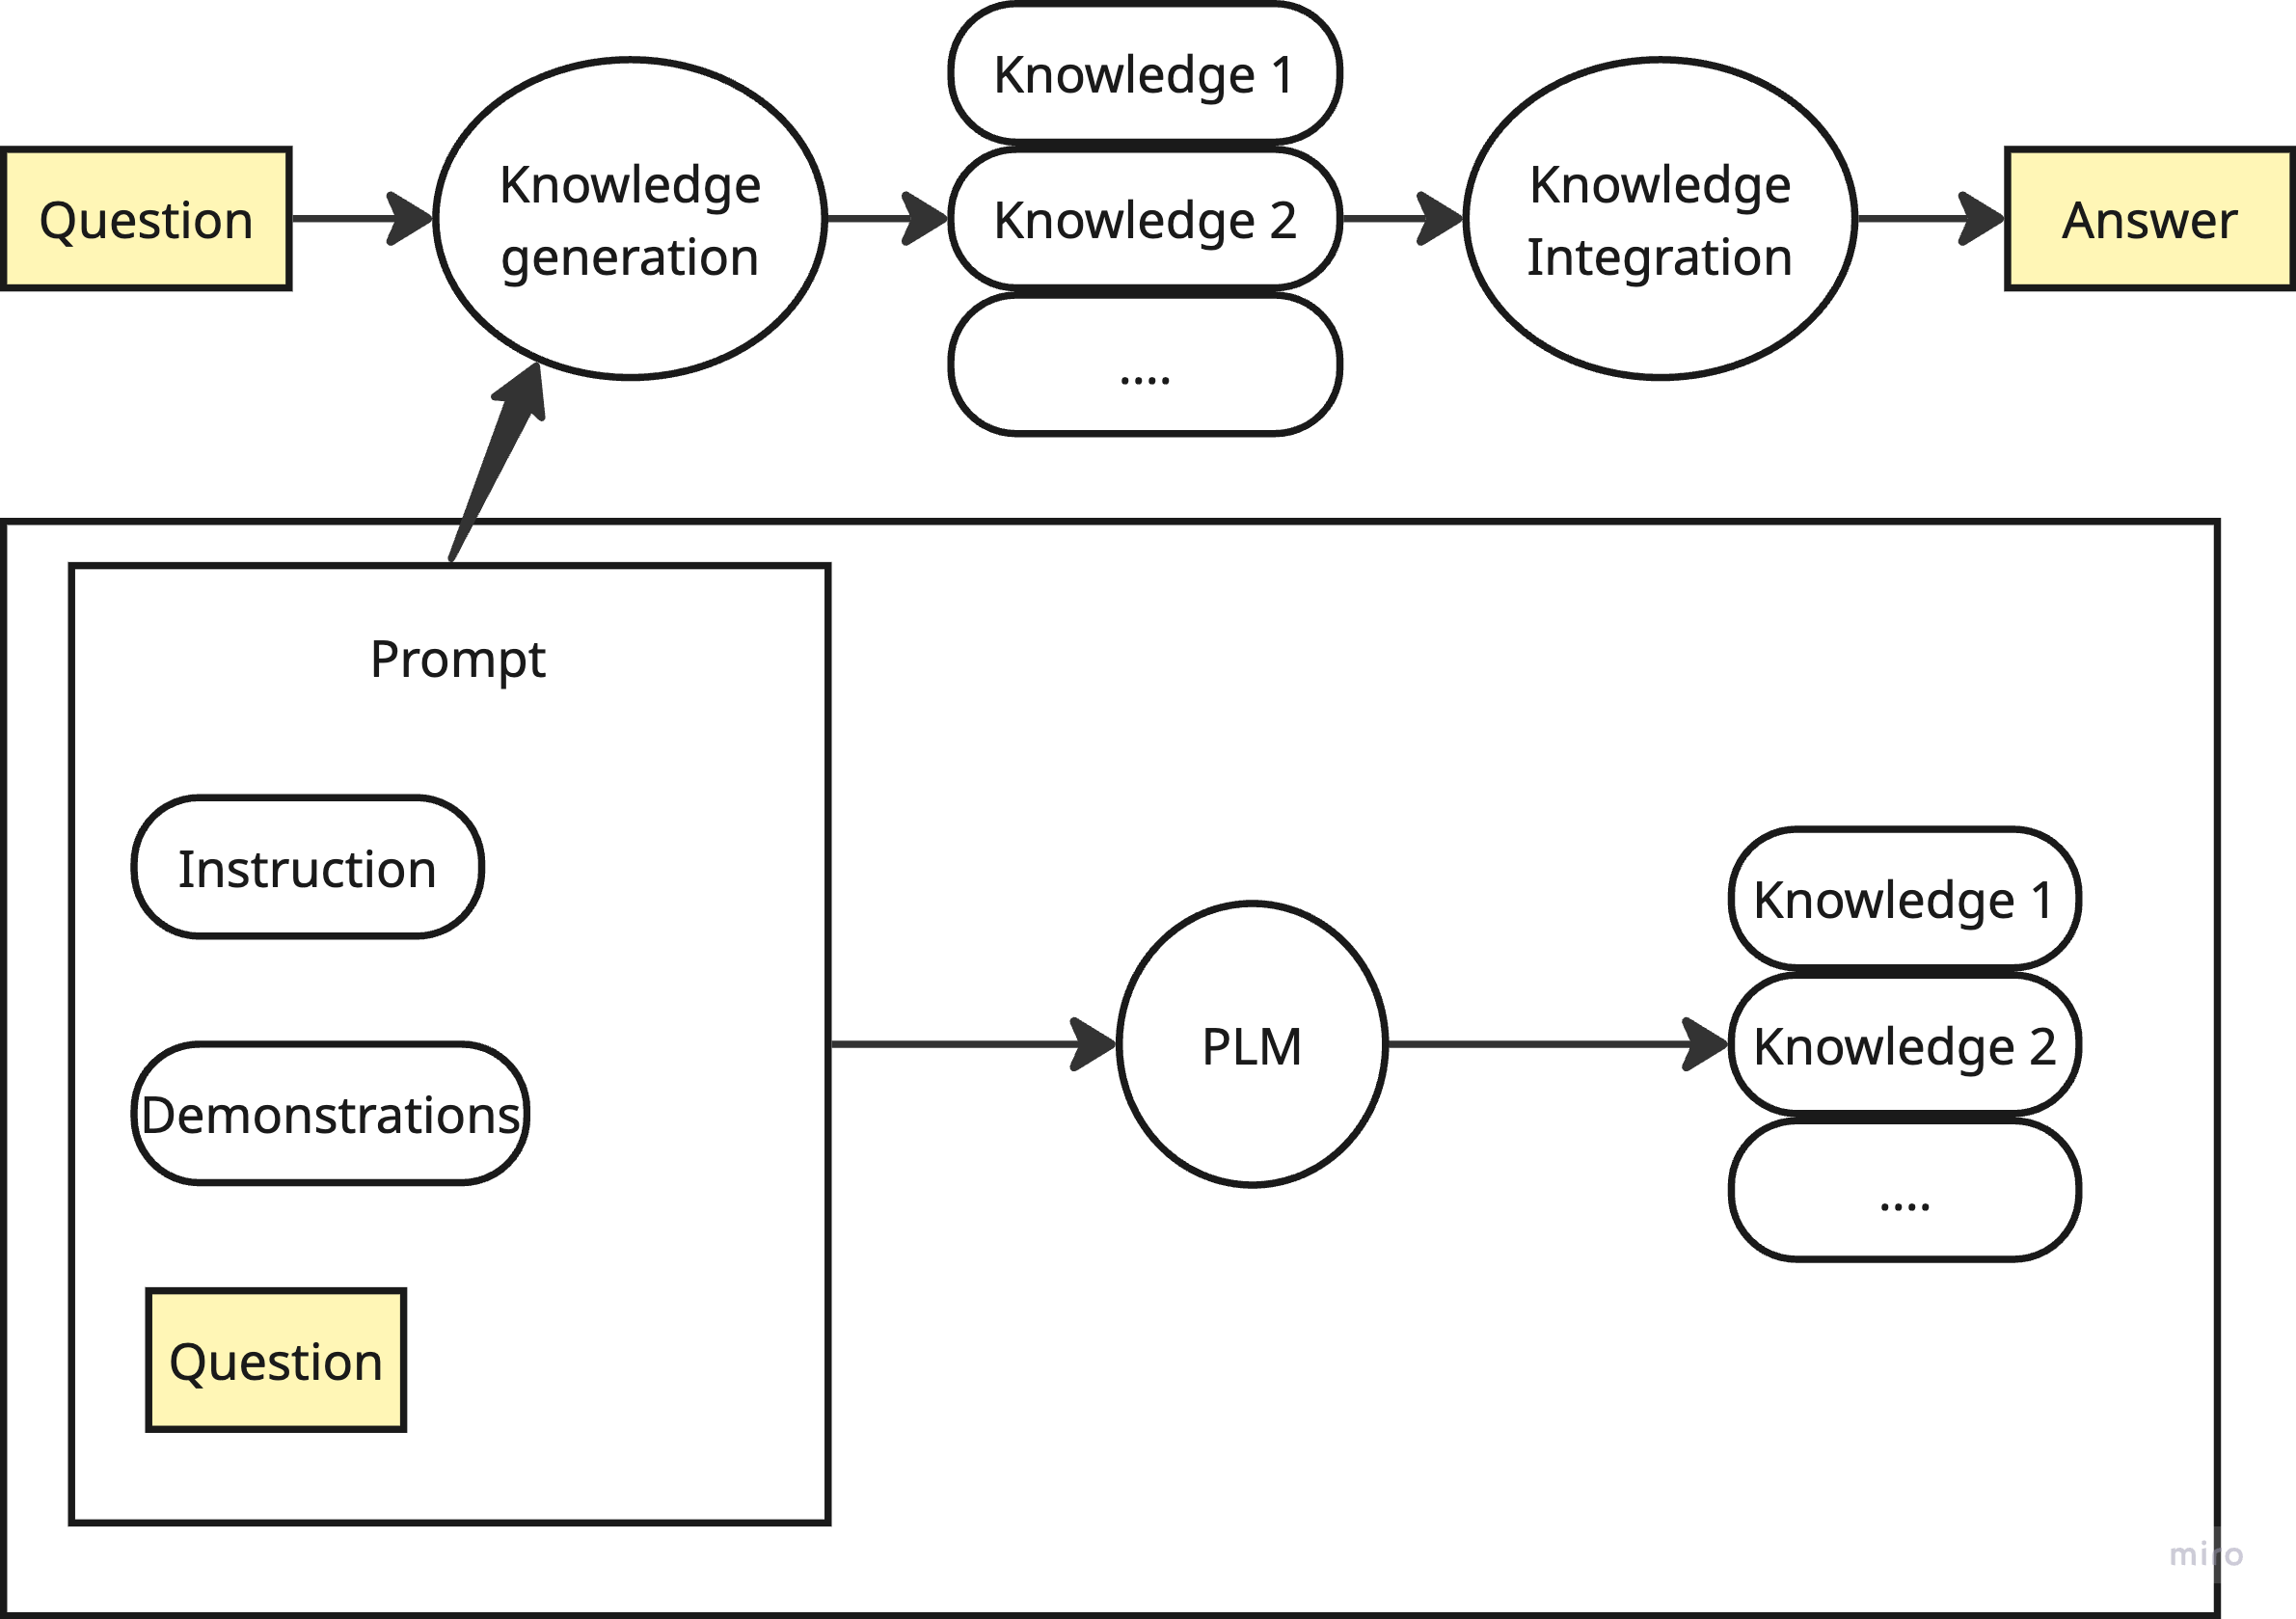 Knowledge 1
Question
Knowledge
generation
Knowledge 2
Knowledge
Integration
Answer
....
Prompt
Instruction
Demonstrations
Question
PLM
Knowledge 1
Knowledge 2
....
miro